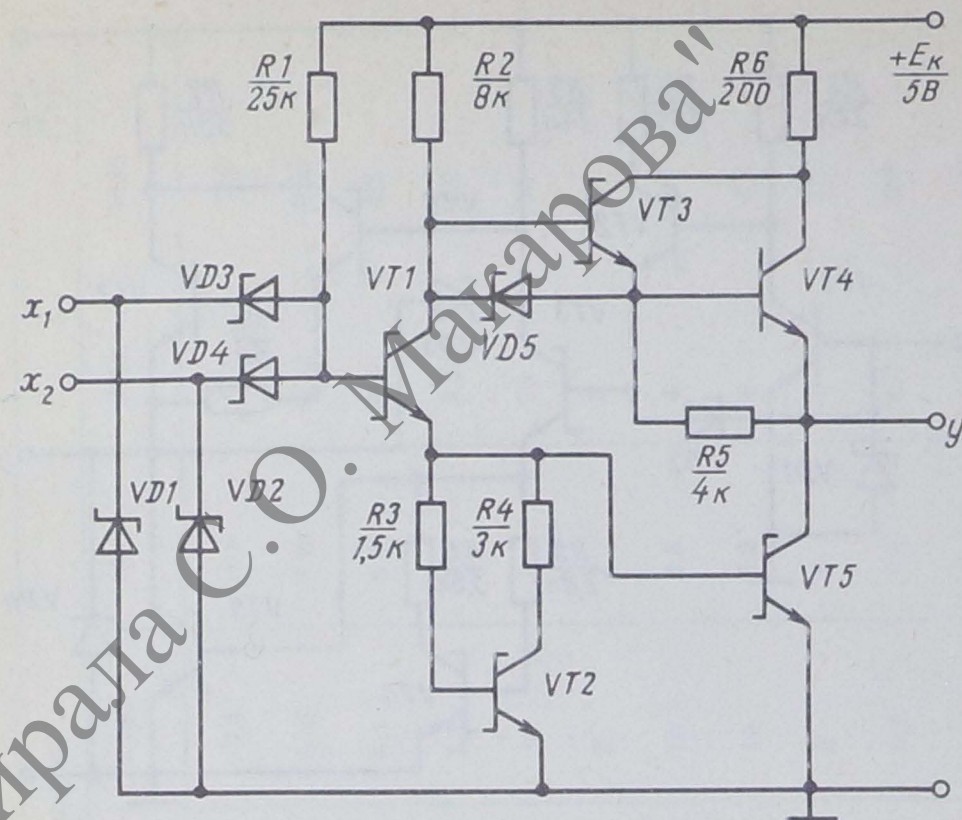 R1
25к
R2
8к
R6
200
+Eк
5В
VT3
VD3
VT1
VT4
x₁
VD4
VD5
x₂
y
R5
4к
VD1
VD2
R3
1,5к
R4
3к
VT5
VT2
ирала С.О. Макарова"